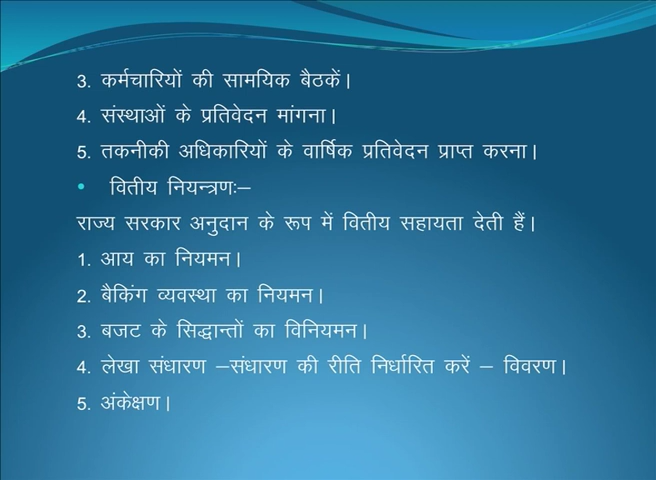 3. कर्मचारियों की सामयिक बैठकें।
4. संस्थाओं के प्रतिवेदन मांगना।
5. तकनीकी अधिकारियों के वार्षिक प्रतिवेदन प्राप्त करना।
• वितीय नियन्त्रणः–
राज्य सरकार अनुदान के रूप में वितीय सहायता देती हैं।
1. आय का नियमन।
2. बैकिंग व्यवस्था का नियमन।
3. बजट के सिद्धान्तों का विनियमन।
4. लेखा संधारण –संधारण की रीति निर्धारित करें – विवरण।
5. अंकेक्षण।